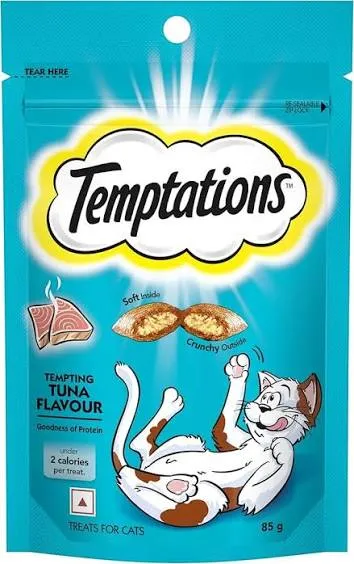 TEAR HERE
RE-SEALABLE
ZIP LOCK
Temptations™
Soft Inside
Crunchy Outside
TEMPTING
TUNA
FLAVOUR
Goodness of Protein
under
2 calories
per treat.
TREATS FOR CATS
85 g